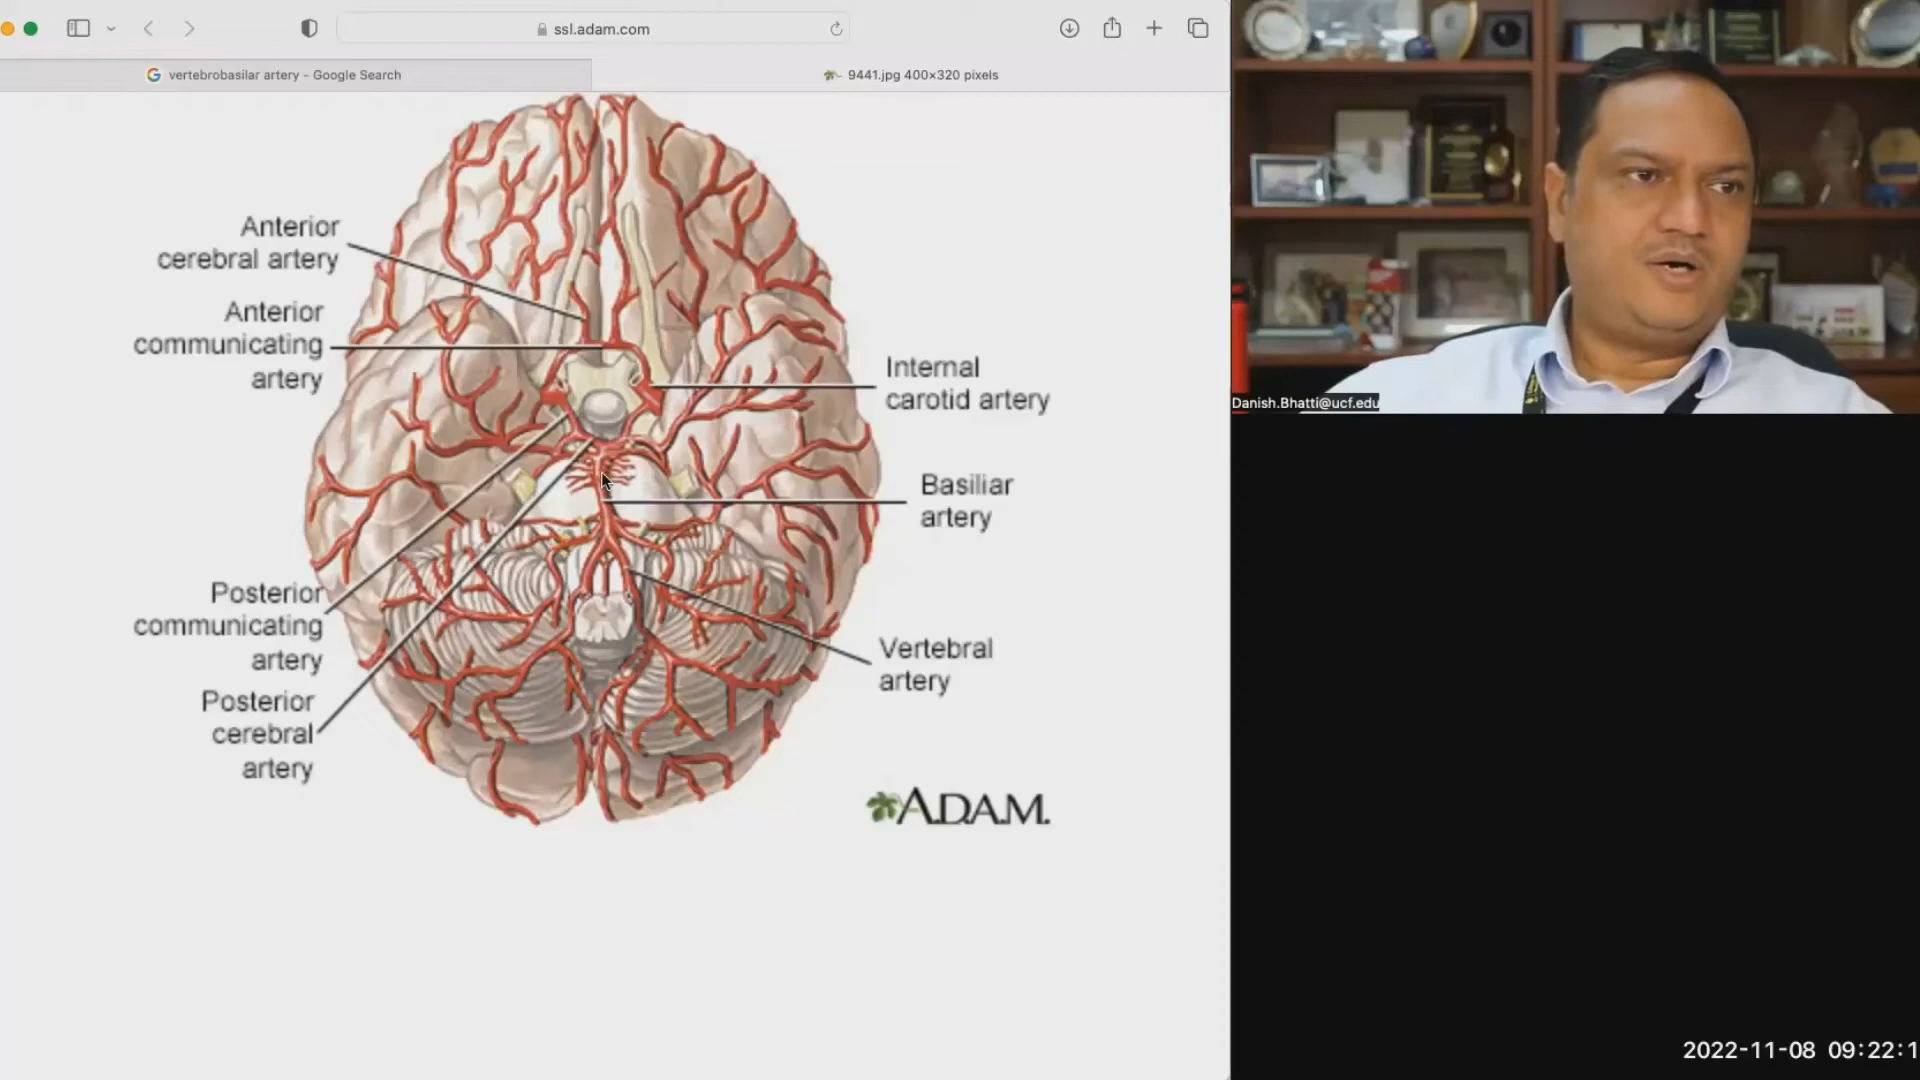 ssl.adam.com
vertebrobasilar artery - Google Search
9441.jpg 400×320 pixels
Anterior
cerebral artery
Anterior
communicating
artery
Internal
carotid artery
Basiliar
artery
Posterior
communicating
artery
Vertebral
artery
Posterior
cerebral
artery
A.D.A.M.
Danish.Bhatti@ucf.edu
2022-11-08 09:22:1